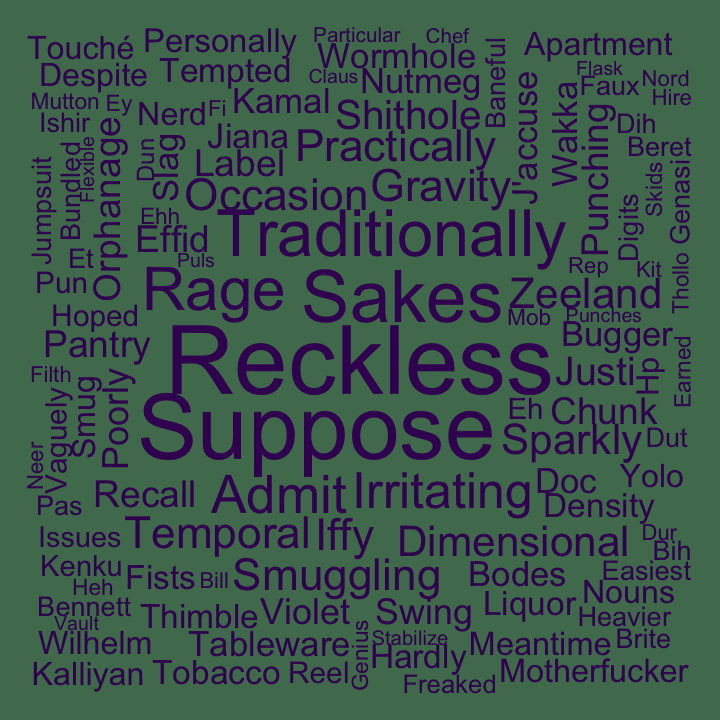 Touché
Personally
Particular
Chef
Apartment
Despite
Tempted
Wormhole
Claus
Nutmeg
Baneful
Flask
Faux
Nord
Hire
Mutton
Ey
Nerd
Fi
Kamal
Shithole
J'accuse
Wakka
Punching
Dih
Beret
Ishir
Orphanage
Flexible
Dun
Slag
Jiana
Label
Practically
Jumpsuit
Bundled
Occasion
Gravity-
Digits
Skids
Genasi
Ehh
Effid
Traditionally
Et
Puls
Pun
Rage
Sakes
Zeeland
Rep
Kit
Thollo
Hoped
Mob
Punches
Pantry
Reckless
Bugger
Filth
Justi
Hp
Earned
Vaguely
Smug
Poorly
Suppose
Eh
Chunk
Sparkly
Dut
Neer
Pas
Recall
Admit
Irritating
Doc
Yolo
Density
Issues
Temporal
Iffy
Dimensional
Dur
Bih
Kenku
Heh
Fists
Bill
Smuggling
Bodes
Easiest
Nouns
Bennett
Vault
Thimble
Violet
Swing
Liquor
Heavier
Wilhelm
Tableware
Genius
Stabilize
Hardly
Meantime
Brite
Kalliyan
Tobacco
Reel
Freaked
Motherfucker